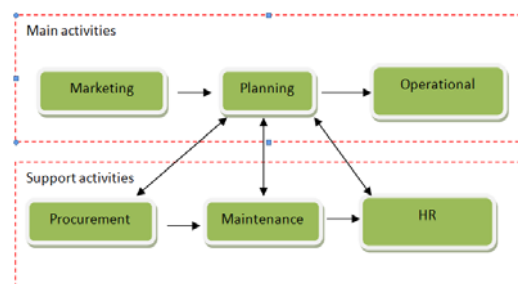 Main activities
Marketing
Planning
Operational
Support activities
Procurement
Maintenance
HR